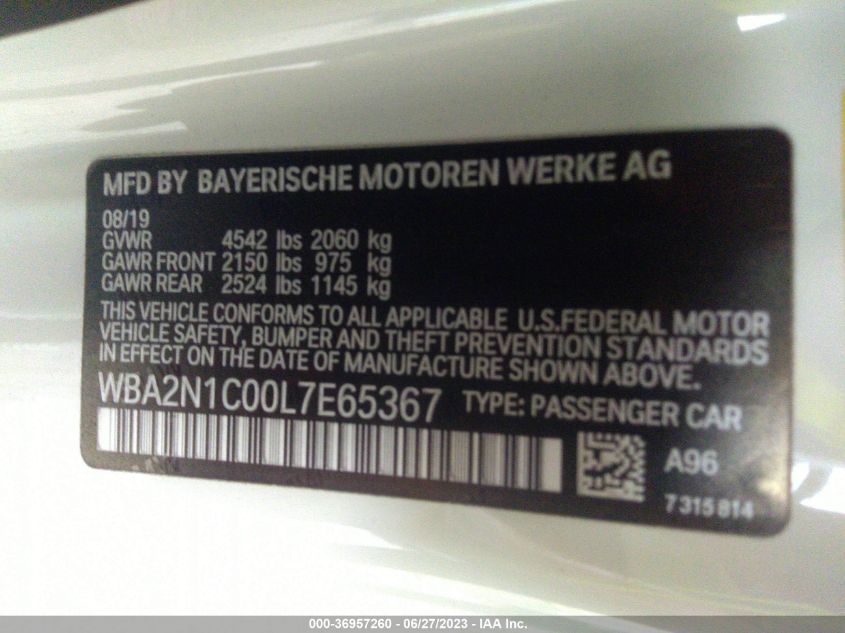 MFD BY BAYERISCHE MOTOREN WERKE AG
08/19
GVWR 4542 lbs 2060 kg
GAWR FRONT 2150 lbs 975 kg
GAWR REAR 2524 lbs 1145 kg
THIS VEHICLE CONFORMS TO ALL APPLICABLE U.S.FEDERAL MOTOR
VEHICLE SAFETY, BUMPER AND THEFT PREVENTION STANDARDS
IN EFFECT ON THE DATE OF MANUFACTURE SHOWN ABOVE.
WBA2N1C00L7E65367 TYPE: PASSENGER CAR
A96
7315814
000-36957260 - 06/27/2023 - IAA Inc.